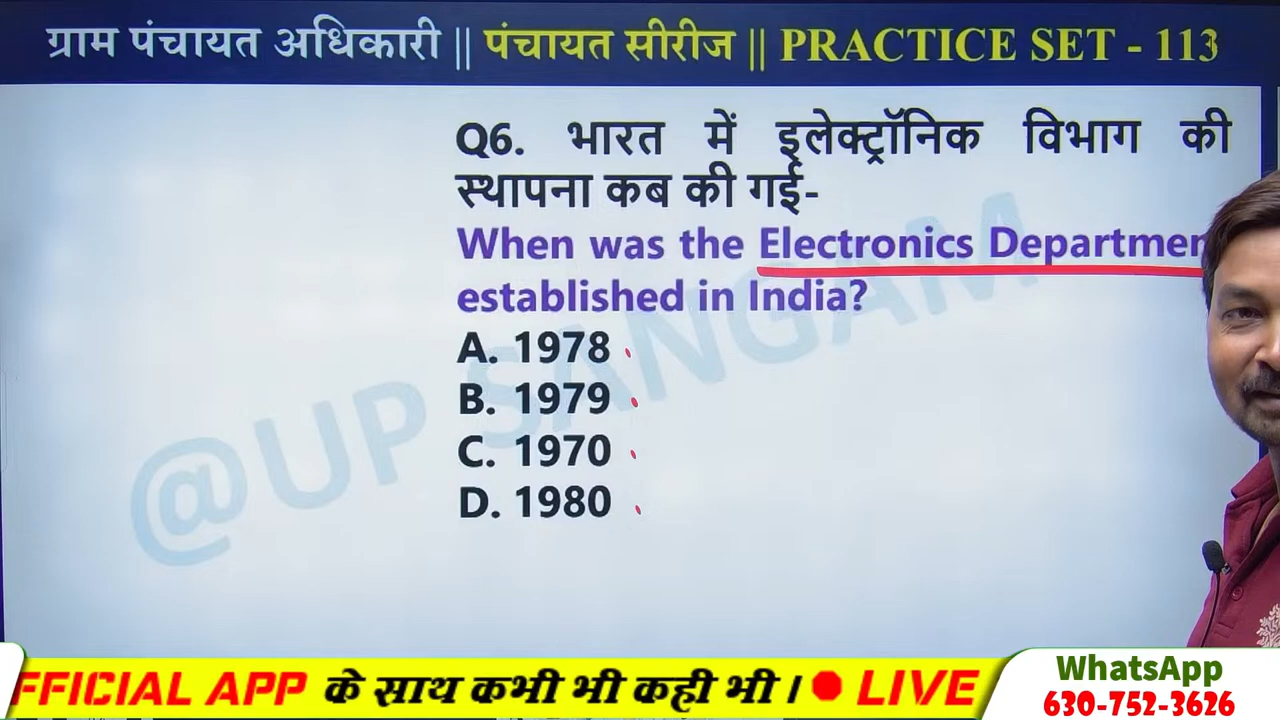 ग्राम पंचायत अधिकारी || पंचायत सीरीज || PRACTICE SET - 113
Q6. भारत में इलेक्ट्रॉनिक विभाग की
स्थापना कब की गई-
When was the Electronics Departmen
established in India?
A. 1978
B. 1979
C. 1970
D. 1980
@UP SANGAM
FFICIAL APP के साथ कभी भी कही भी । LIVE
WhatsApp
630-752-3626